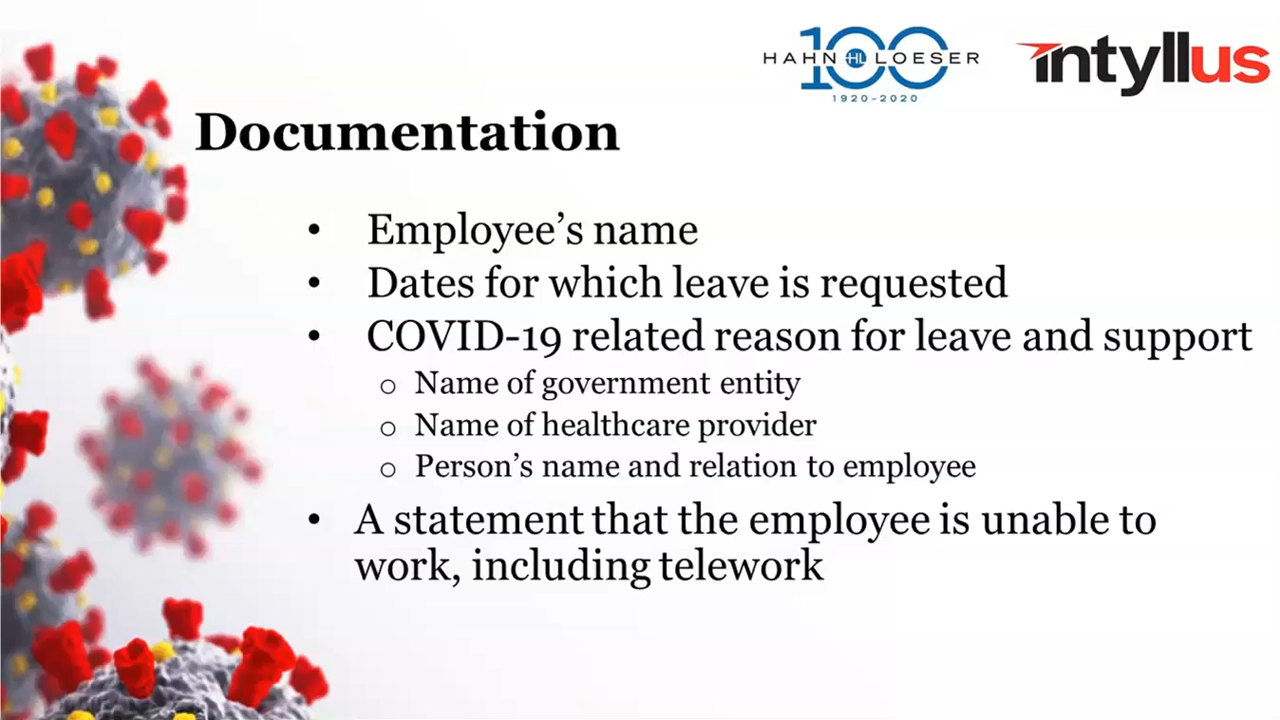 HAHN HL LOESER
100
1920-2020
intyllus
Documentation
• Employee’s name
• Dates for which leave is requested
• COVID-19 related reason for leave and support
o Name of government entity
o Name of healthcare provider
o Person’s name and relation to employee
• A statement that the employee is unable to
work, including telework